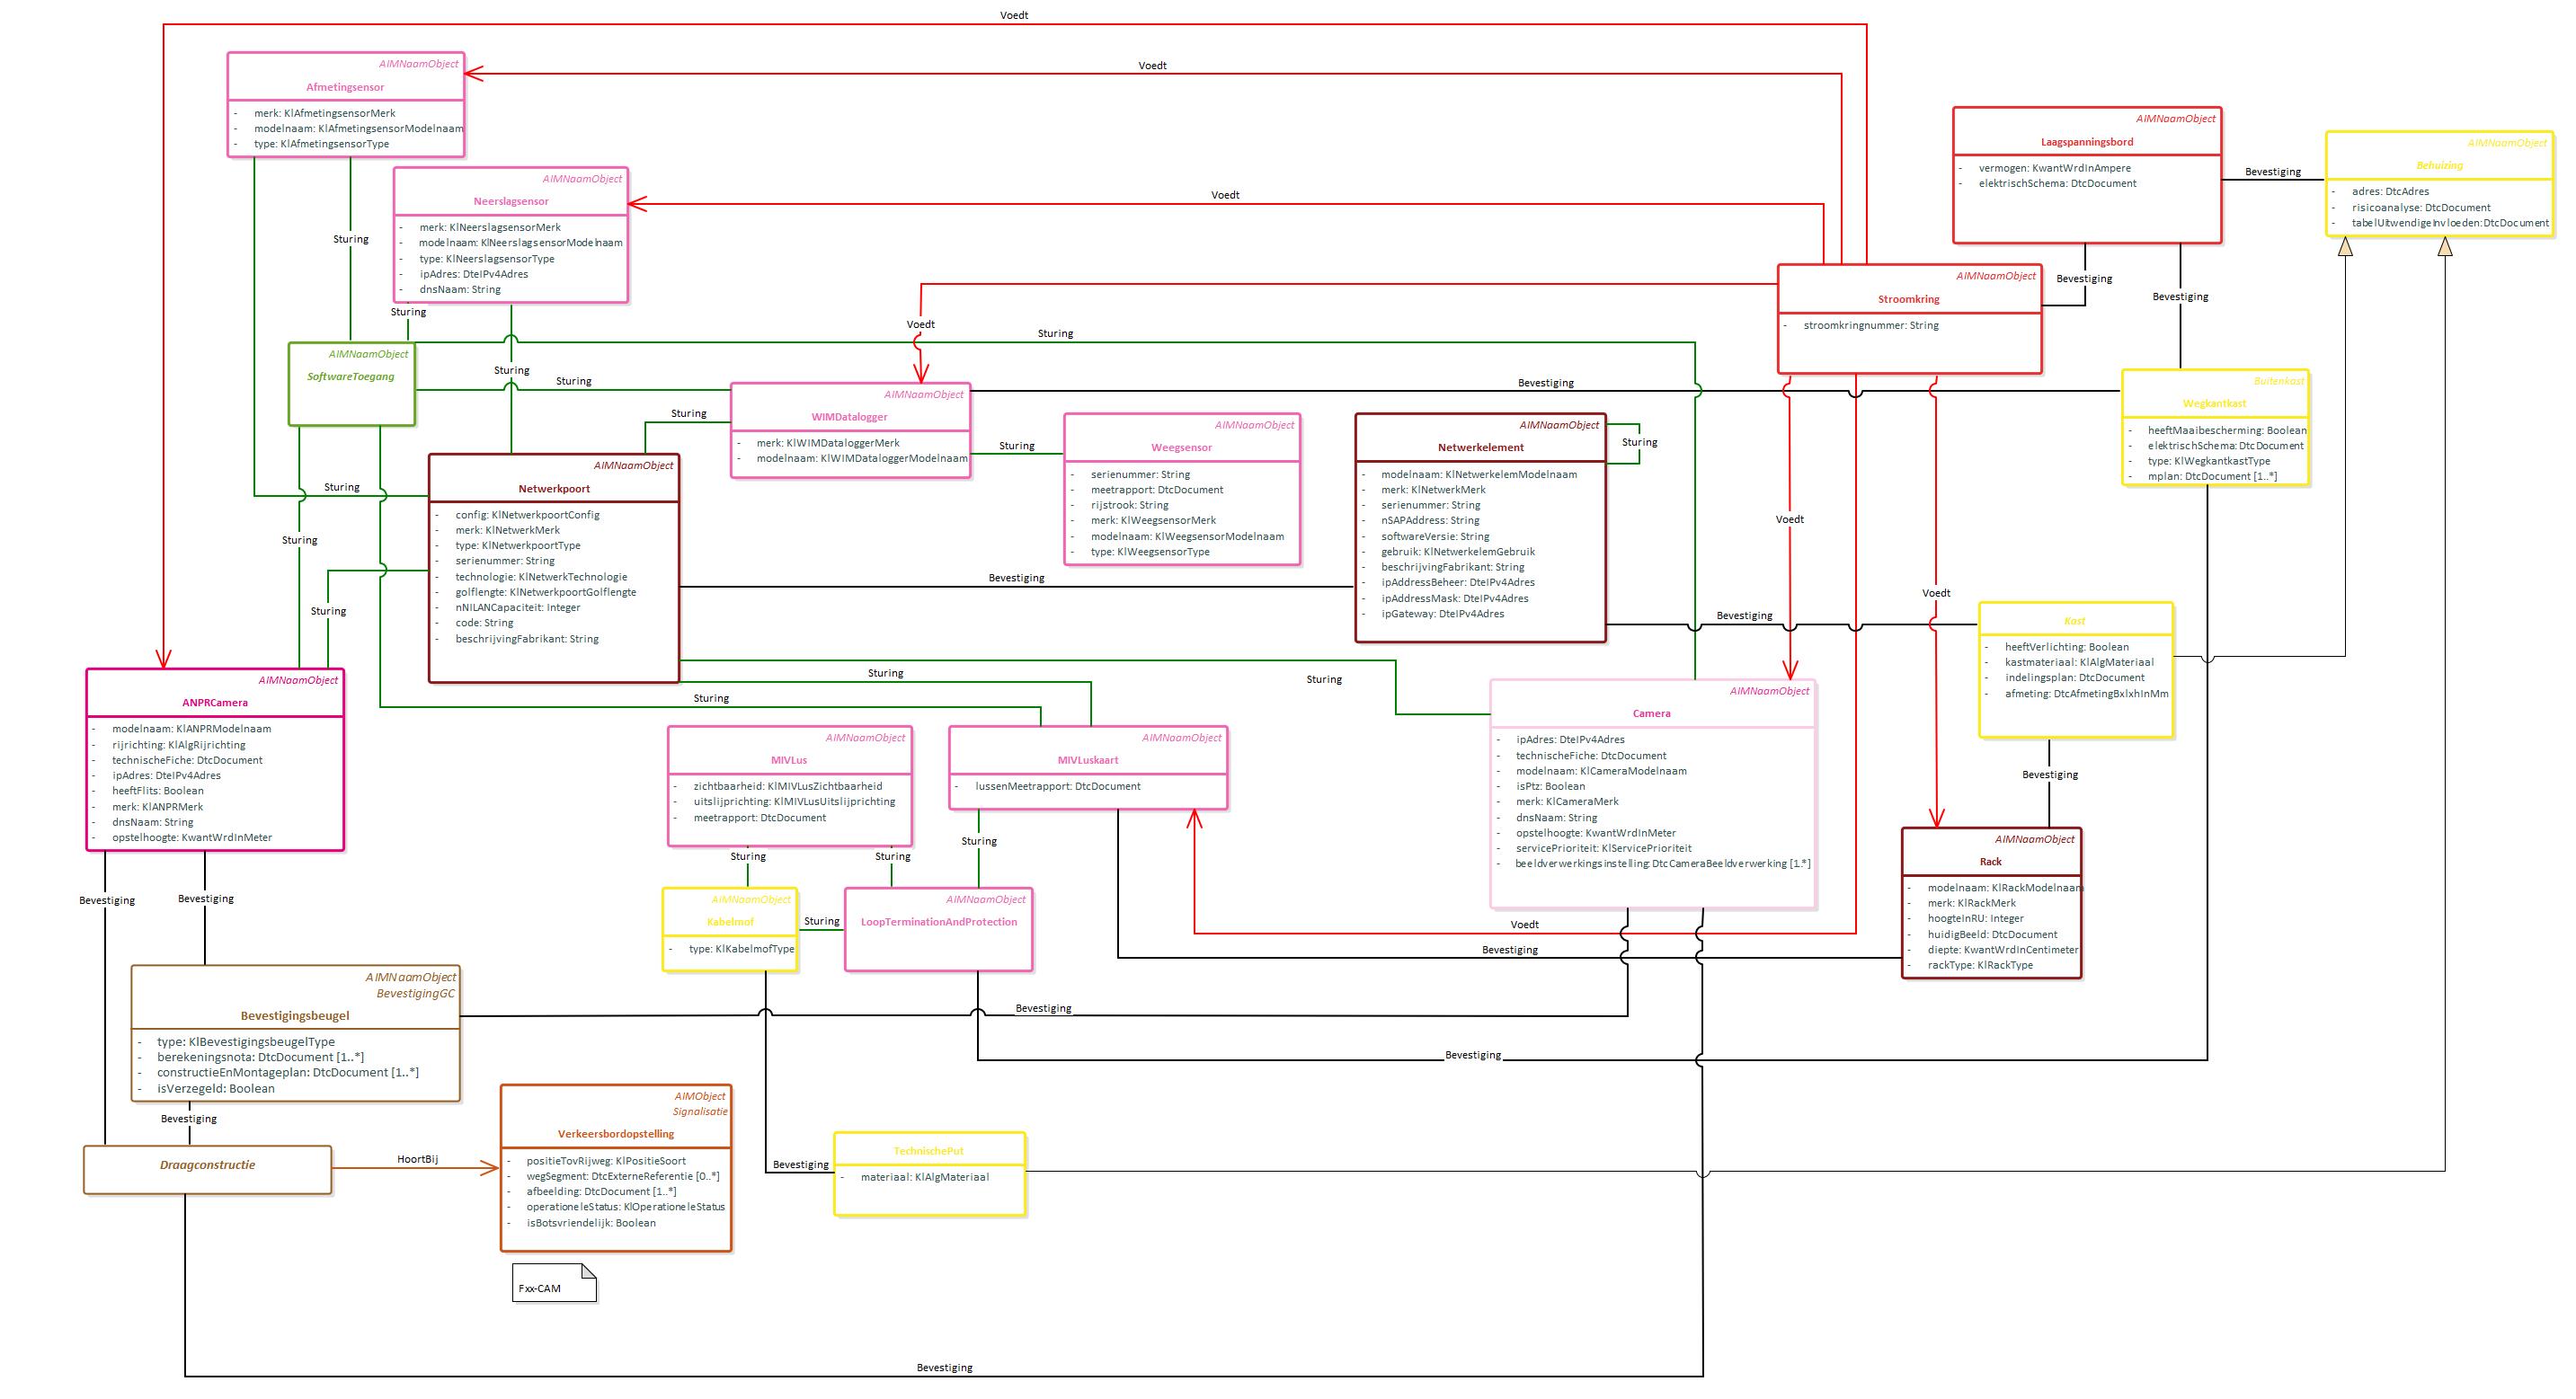 Voedt
AIMNaamObject
Afmetingsensor
- merk: KlAfmetingsensorMerk
- modelnaam: KlAfmetingsensorModelnaam
- type: KlAfmetingsensorType
Voedt
AIMNaamObject
Laagspanningsbord
- vermogen: KwantWrdInAmpere
- elektrischSchema: DtcDocument
Bevestiging
AIMNaamObject
Behuizing
- adres: DtcAdres
- risicoanalyse: DtcDocument
- tabelUitwendigeInvloeden:DtcDocument
AIMNaamObject
Neerslagsensor
- merk: KlNeerslagsensorMerk
- modelnaam: KlNeerslagsensorModelnaam
- type: KlNeerslagsensorType
- ipAdres: DteIPv4Adres
- dnsNaam: String
Voedt
Sturing
Sturing
AIMNaamObject
Stroomkring
- stroomkringnummer: String
Bevestiging
Bevestiging
Voedt
Sturing
AIMNaamObject
SoftwareToegang
Sturing
Sturing
Sturing
AIMNaamObject
WIMDatalogger
- merk: KlWIMDataloggerMerk
- modelnaam: KlWIMDataloggerModelnaam
Bevestiging
Buitenkast
Wegkantkast
- heeftMaaibescherming: Boolean
- elektrischSchema: DtcDocument
- type: KlWegkantkastType
- mplan: DtcDocument [1..*]
Sturing
AIMNaamObject
Weegsensor
- serienummer: String
- meetrapport: DtcDocument
- rijstrook: String
- merk: KlWeegsensorMerk
- modelnaam: KlWeegsensorModelnaam
- type: KlWeegsensorType
AIMNaamObject
Netwerkelement
- modelnaam: KlNetwerkelemModelnaam
- merk: KlNetwerkMerk
- serienummer: String
- nSAPAddress: String
- softwareVersie: String
- gebruik: KlNetwerkelemGebruik
- beschrijvingFabrikant: String
- ipAddressBeheer: DteIPv4Adres
- ipAddressMask: DteIPv4Adres
- ipGateway: DteIPv4Adres
Sturing
AIMNaamObject
Netwerkpoort
- config: KlNetwerkpoortConfig
- merk: KlNetwerkMerk
- type: KlNetwerkpoortType
- serienummer: String
- technologie: KlNetwerkTechnologie
- golflengte: KlNetwerkpoortGolflengte
- nNILANCapaciteit: Integer
- code: String
- beschrijvingFabrikant: String
Sturing
Sturing
Sturing
Voedt
Voedt
Bevestiging
Bevestiging
Kast
- heeftVerlichting: Boolean
- kastmateriaal: KlAlgMateriaal
- indelingsplan: DtcDocument
- afmeting: DtcAfmetingBxlxhInMm
Sturing
Sturing
Sturing
AIMNaamObject
ANPRCamera
- modelnaam: KlANPRModelnaam
- rijrichting: KlAlgRijrichting
- technischeFiche: DtcDocument
- ipAdres: DteIPv4Adres
- heeftFlits: Boolean
- merk: KlANPRMerk
- dnsNaam: String
- opstelhoogte: KwantWrdInMeter
AIMNaamObject
MIVLus
- zichtbaarheid: KlMIVLusZichtbaarheid
- uitslijprichting: KlMIVLusUitslijprichting
- meetrapport: DtcDocument
AIMNaamObject
MIVLuskaart
- lussenMeetrapport: DtcDocument
AIMNaamObject
Camera
- ipAdres: DteIPv4Adres
- technischeFiche: DtcDocument
- modelnaam: KlCameraModelnaam
- isPtz: Boolean
- merk: KlCameraMerk
- dnsNaam: String
- opstelhoogte: KwantWrdInMeter
- servicePrioriteit: KlServicePrioriteit
- beeldverwerkingsinstelling: DtcCameraBeeldverwerking [1.*]
Bevestiging
AIMNaamObject
Rack
- modelnaam: KlRackModelnaam
- merk: KlRackMerk
- hoogteInRU: Integer
- huidigBeeld: DtcDocument
- diepte: KwantWrdInCentimeter
- rackType: KlRackType
Sturing
Sturing
Sturing
AIMNaamObject
Kabelmof
- type: KlKabelmofType
Sturing
AIMNaamObject
LoopTerminationAndProtection
Bevestiging
Bevestiging
Voedt
Bevestiging
AIMNaamObject
BevestigingGC
Bevestigingsbeugel
- type: KlBevestigingsbeugelType
- berekeningsnota: DtcDocument [1..*]
- constructieEnMontageplan: DtcDocument [1..*]
- isVerzegeld: Boolean
Bevestiging
Bevestiging
Bevestiging
Draagconstructie
HoortBij
AIMObject
Signalisatie
Verkeersbordopstelling
- positieTovRijweg: KlPositieSoort
- wegSegment: DtcExterneReferentie [0..*]
- afbeelding: DtcDocument [1..*]
- operationeleStatus: KlOperationeleStatus
- isBotsvriendelijk: Boolean
Bevestiging
TechnischePut
- materiaal: KlAlgMateriaal
Fxx-CAM
Bevestiging